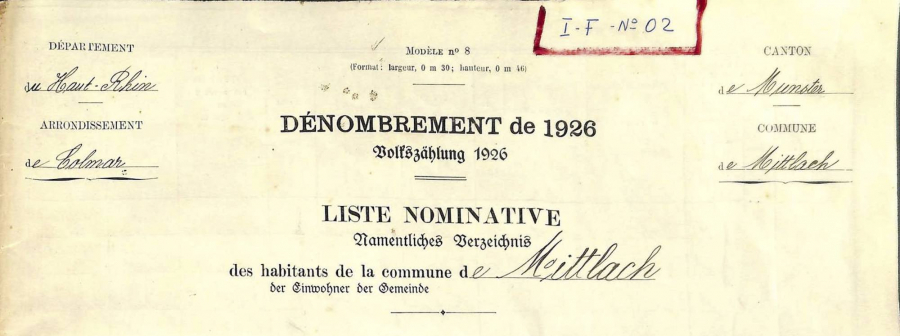 I-F-No 02
DÉPARTEMENT
du Haut-Rhin
ARRONDISSEMENT
de Colmar
Modèle no 8
(Format: largeur, 0 m 30; hauteur, 0 m 46)
DÉNOMBREMENT de 1926
Volkszählung 1926
CANTON
de Munster
COMMUNE
de Mittlach
LISTE NOMINATIVE
Namentliches Verzeichnis
des habitants de la commune de Mittlach
der Einwohner der Gemeinde